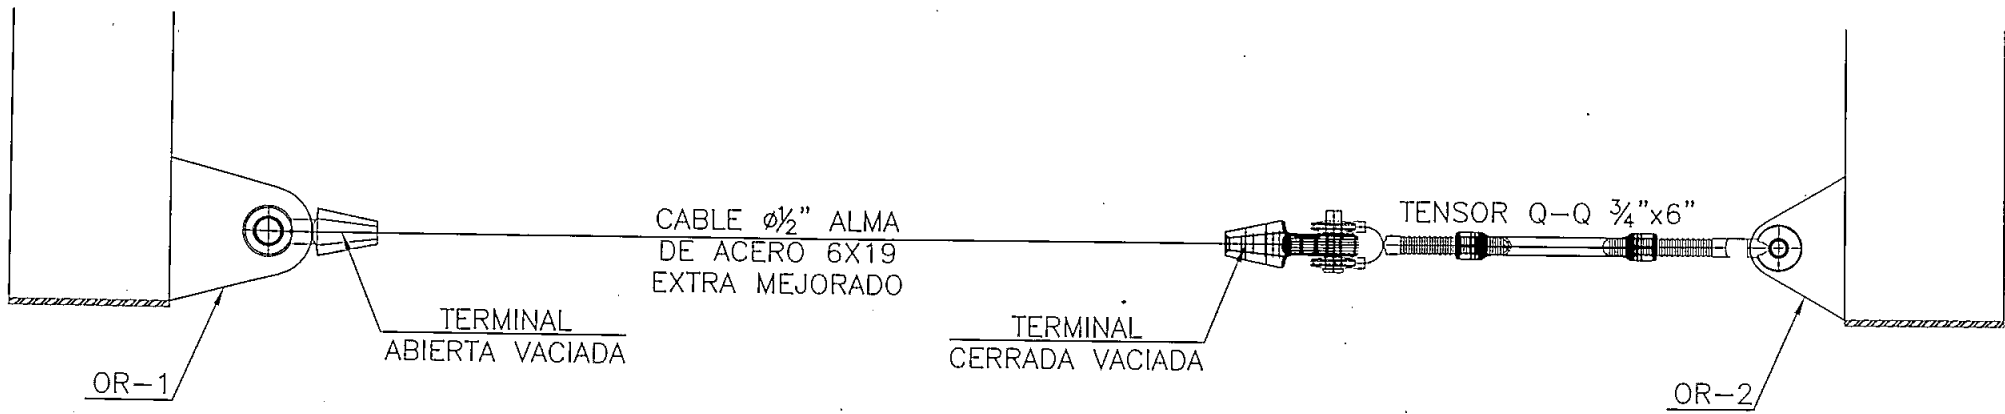 CABLE ø½" ALMA
DE ACERO 6X19
EXTRA MEJORADO
TENSOR Q-Q ¾"x6"
TERMINAL
ABIERTA VACIADA
TERMINAL
CERRADA VACIADA
OR-1
OR-2